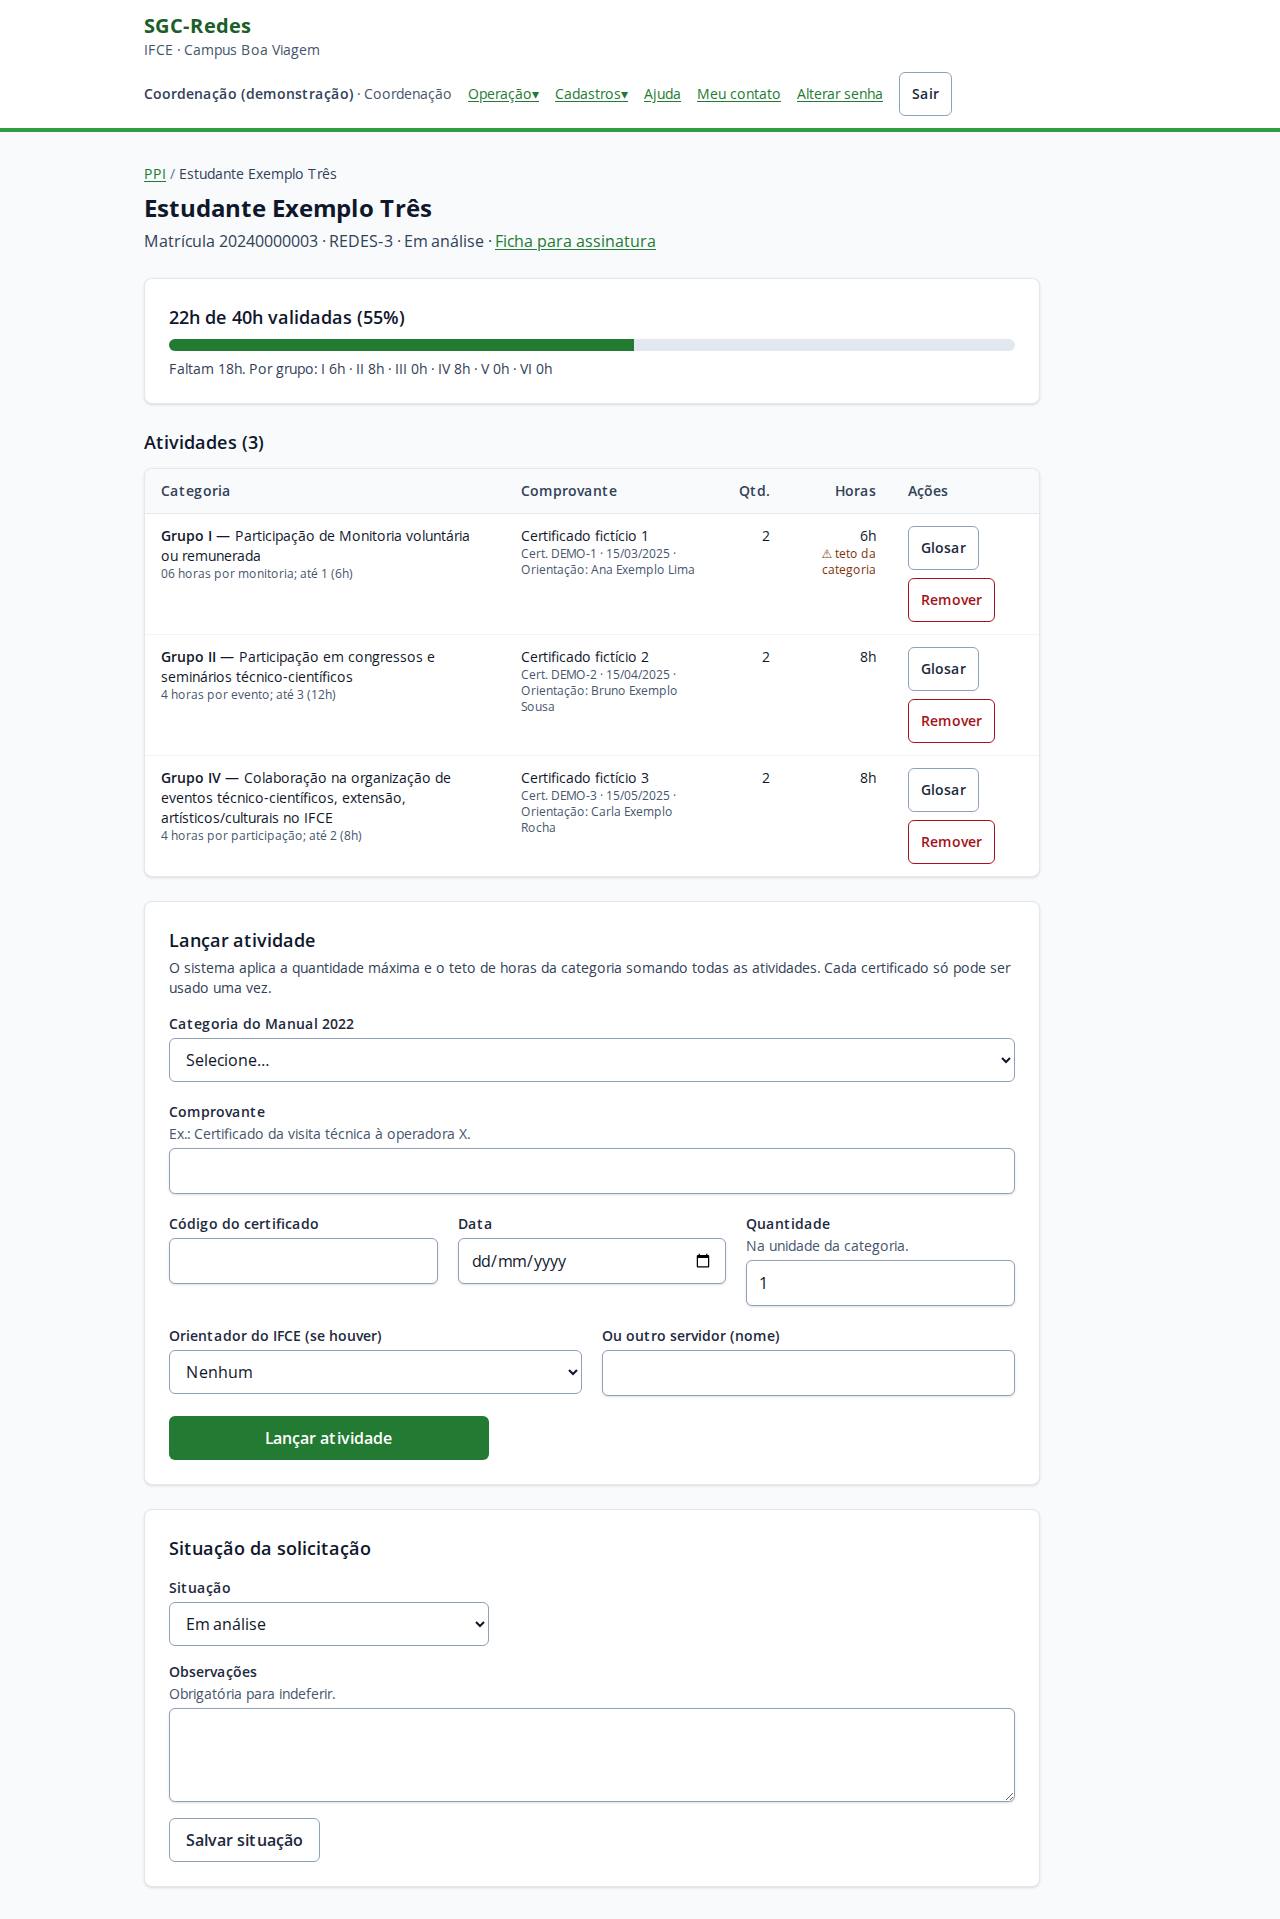 SGC-Redes
IFCE · Campus Boa Viagem
Coordenação (demonstração) · Coordenação Operação▾ Cadastros▾ Ajuda Meu contato Alterar senha Sair
PPI / Estudante Exemplo Três
Estudante Exemplo Três
Matrícula 20240000003 · REDES-3 · Em análise · Ficha para assinatura
22h de 40h validadas (55%)
Faltam 18h. Por grupo: I 6h · II 8h · III 0h · IV 8h · V 0h · VI 0h
Atividades (3)
Categoria Comprovante Qtd. Horas Ações
Grupo I — Participação de Monitoria voluntária
ou remunerada
06 horas por monitoria; até 1 (6h)
Certificado fictício 1
Cert. DEMO-1 · 15/03/2025 ·
Orientação: Ana Exemplo Lima
2
6h
⚠ teto da
categoria
Glosar
Remover
Grupo II — Participação em congressos e
seminários técnico-científicos
4 horas por evento; até 3 (12h)
Certificado fictício 2
Cert. DEMO-2 · 15/04/2025 ·
Orientação: Bruno Exemplo
Sousa
2
8h
Glosar
Remover
Grupo IV — Colaboração na organização de
eventos técnico-científicos, extensão,
artísticos/culturais no IFCE
4 horas por participação; até 2 (8h)
Certificado fictício 3
Cert. DEMO-3 · 15/05/2025 ·
Orientação: Carla Exemplo
Rocha
2
8h
Glosar
Remover
Lançar atividade
O sistema aplica a quantidade máxima e o teto de horas da categoria somando todas as atividades. Cada certificado só pode ser
usado uma vez.
Categoria do Manual 2022
Selecione...
Comprovante
Ex.: Certificado da visita técnica à operadora X.
Código do certificado
Data
dd/mm/yyyy
Quantidade
Na unidade da categoria.
1
Orientador do IFCE (se houver)
Nenhum
Ou outro servidor (nome)
Lançar atividade
Situação da solicitação
Situação
Em análise
Observações
Obrigatória para indeferir.
Salvar situação